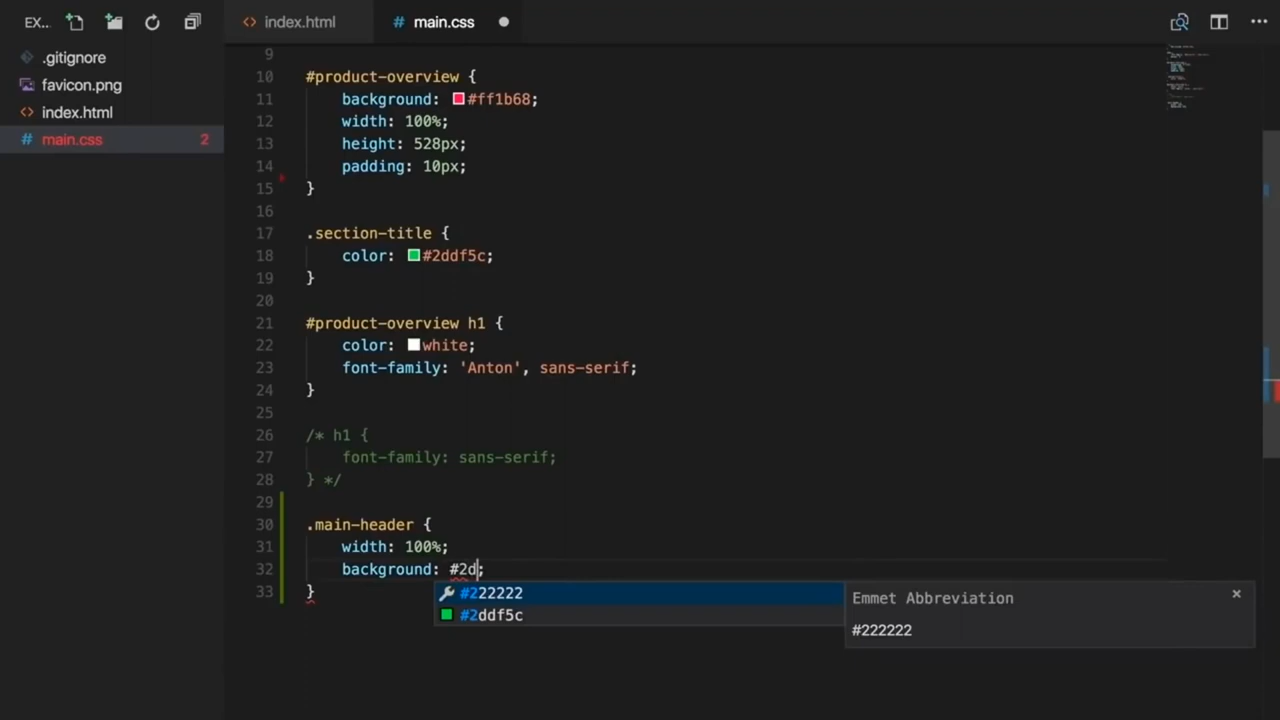 EX...
index.html
main.css
.gitignore
favicon.png
index.html
main.css 2
9
10 #product-overview {
11 background: #ff1b68;
12 width: 100%;
13 height: 528px;
14 padding: 10px;
15 }
16
17 .section-title {
18 color: #2ddf5c;
19 }
20
21 #product-overview h1 {
22 color: white;
23 font-family: 'Anton', sans-serif;
24 }
25
26 /* h1 {
27 font-family: sans-serif;
28 } */
29
30 .main-header {
31 width: 100%;
32 background: #2d;
33 }
#222222
#2ddf5c
Emmet Abbreviation
#222222